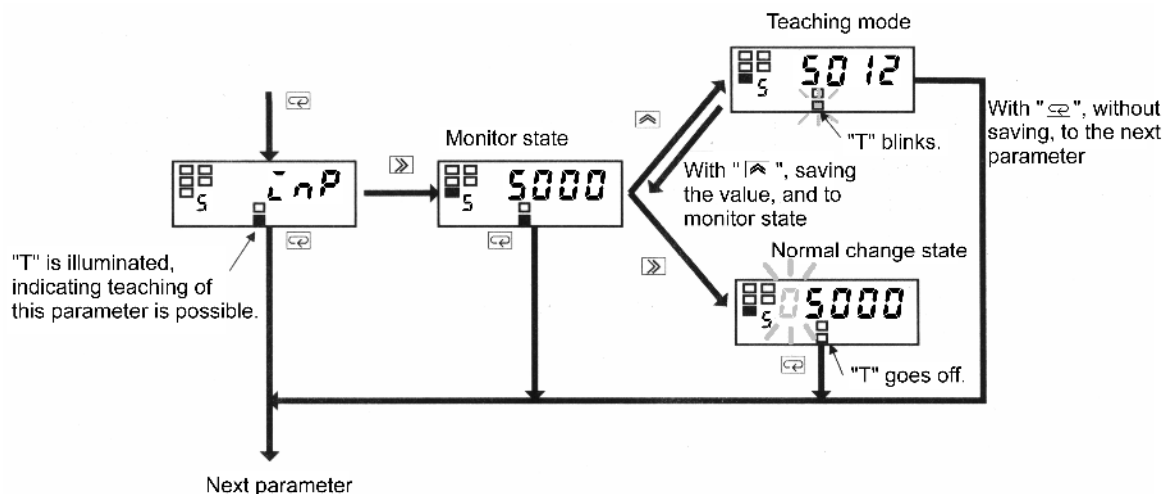 Teaching mode
5012
S
With "", without
saving, to the next
parameter
"T" blinks.
Monitor state
inP
S
5000
S
With "", saving
the value, and to
monitor state
"T" is illuminated,
indicating teaching of
this parameter is possible.
Normal change state
05000
S
"T" goes off.
Next parameter